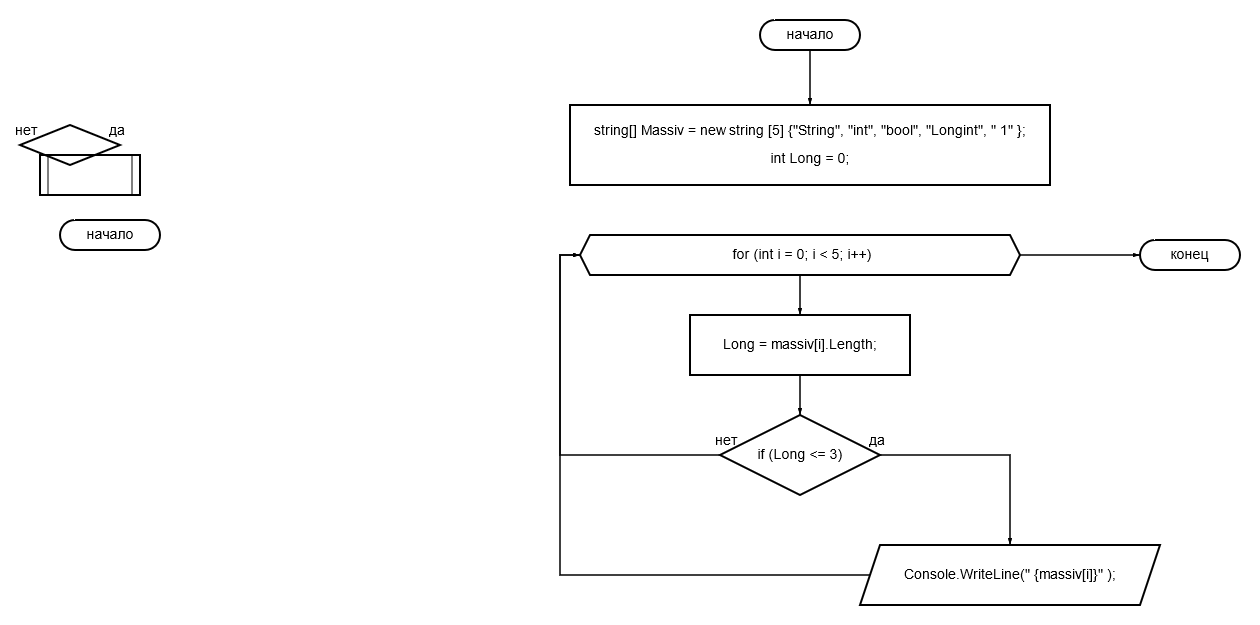 начало
string[] Massiv = new string [5] {"String", "int", "bool", "Longint", " 1" };
int Long = 0;
нет
да
начало
for (int i = 0; i < 5; i++)
конец
Long = massiv[i].Length;
нет
да
if (Long <= 3)
Console.WriteLine(" {massiv[i]}" );